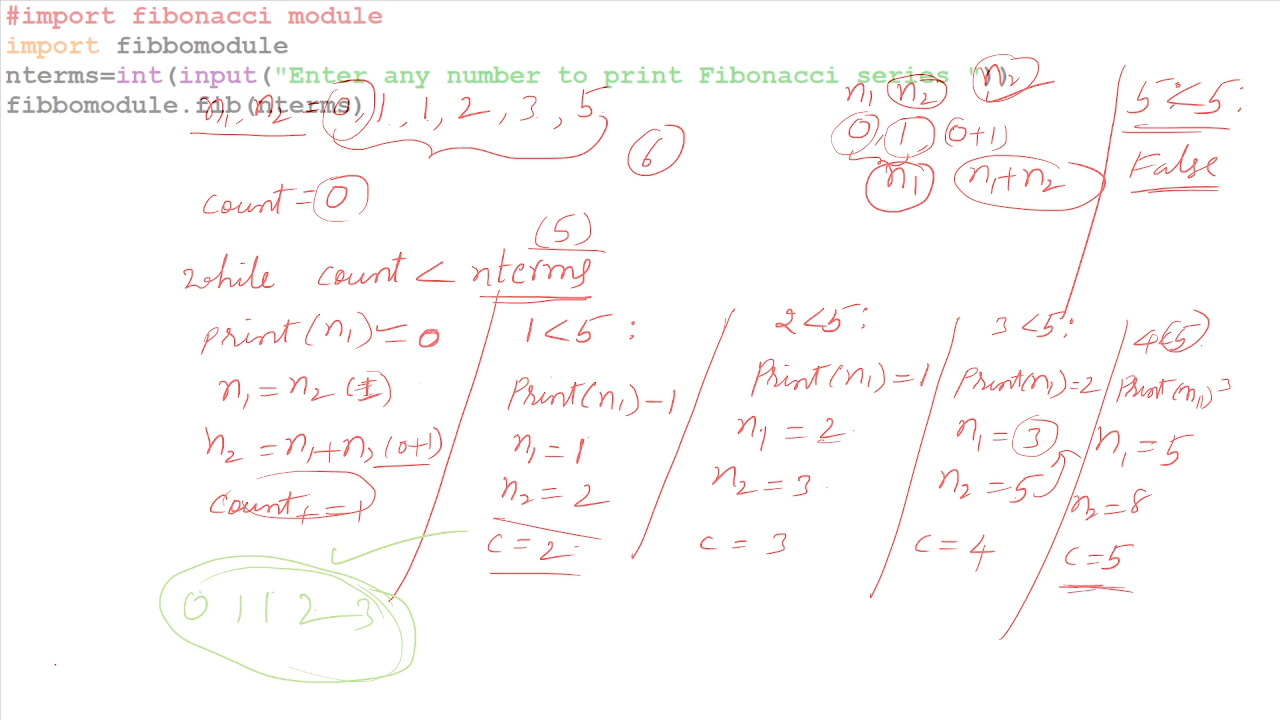 #import fibonacci module
import fibbomodule
nterms=int(input("Enter any number to print Fibonacci series "))
fibbomodule.fib(nterms)
n1, n2 = 0, 1, 1, 2, 3, 5
6
n1 n2 n2
0, 1 (0+1)
n1 n1+n2
5 < 5 :
False
count = 0
(5)
while count < nterms
print(n1) = 0
n1 = n2 (1)
n2 = n1+n2 (0+1)
count += 1
1 < 5 :
Print(n1) - 1
n1 = 1
n2 = 2
c = 2
2 < 5 :
Print(n1) = 1
n1 = 2
n2 = 3
c = 3
3 < 5 :
Print(n1) = 2
n1 = 3
n2 = 5
c = 4
4 < 5
Print(n1) 3
n1 = 5
n2 = 8
c = 5
0 1 1 2 3